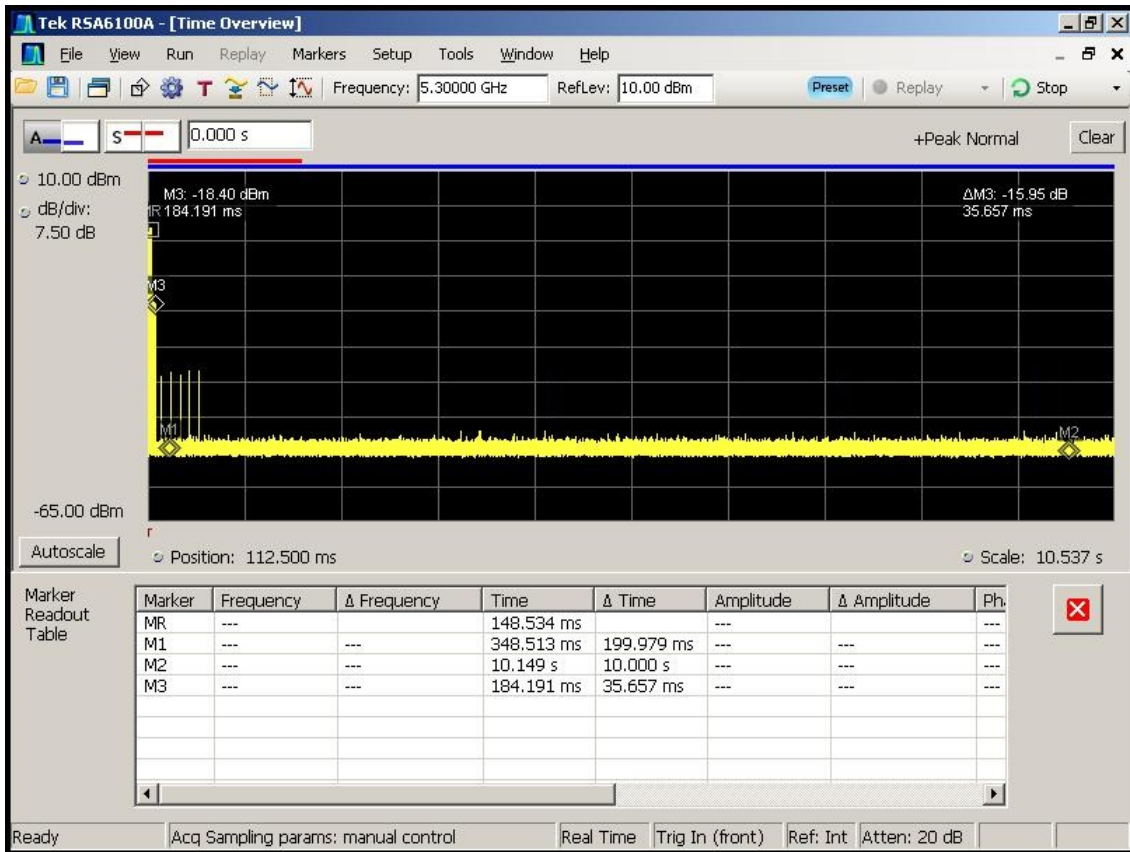 Tek RSA6100A - [Time Overview]
File View Run Replay Markers Setup Tools Window Help
Frequency: 5.30000 GHz RefLev: 10.00 dBm Preset Replay Stop
A S 0.000 s +Peak Normal Clear
10.00 dBm
dB/div:
7.50 dB
M3: -18.40 dBm ΔM3: -15.95 dB
MR 184.191 ms 35.657 ms
M3
M1 M2
-65.00 dBm
r
Autoscale Position: 112.500 ms Scale: 10.537 s
Marker
Readout
Table
Marker Frequency Δ Frequency Time Δ Time Amplitude Δ Amplitude Ph
MR --- 148.534 ms --- ---
M1 --- --- 348.513 ms 199.979 ms --- --- ---
M2 --- --- 10.149 s 10.000 s --- --- ---
M3 --- --- 184.191 ms 35.657 ms --- --- ---
Ready Acq Sampling params: manual control Real Time Trig In (front) Ref: Int Atten: 20 dB